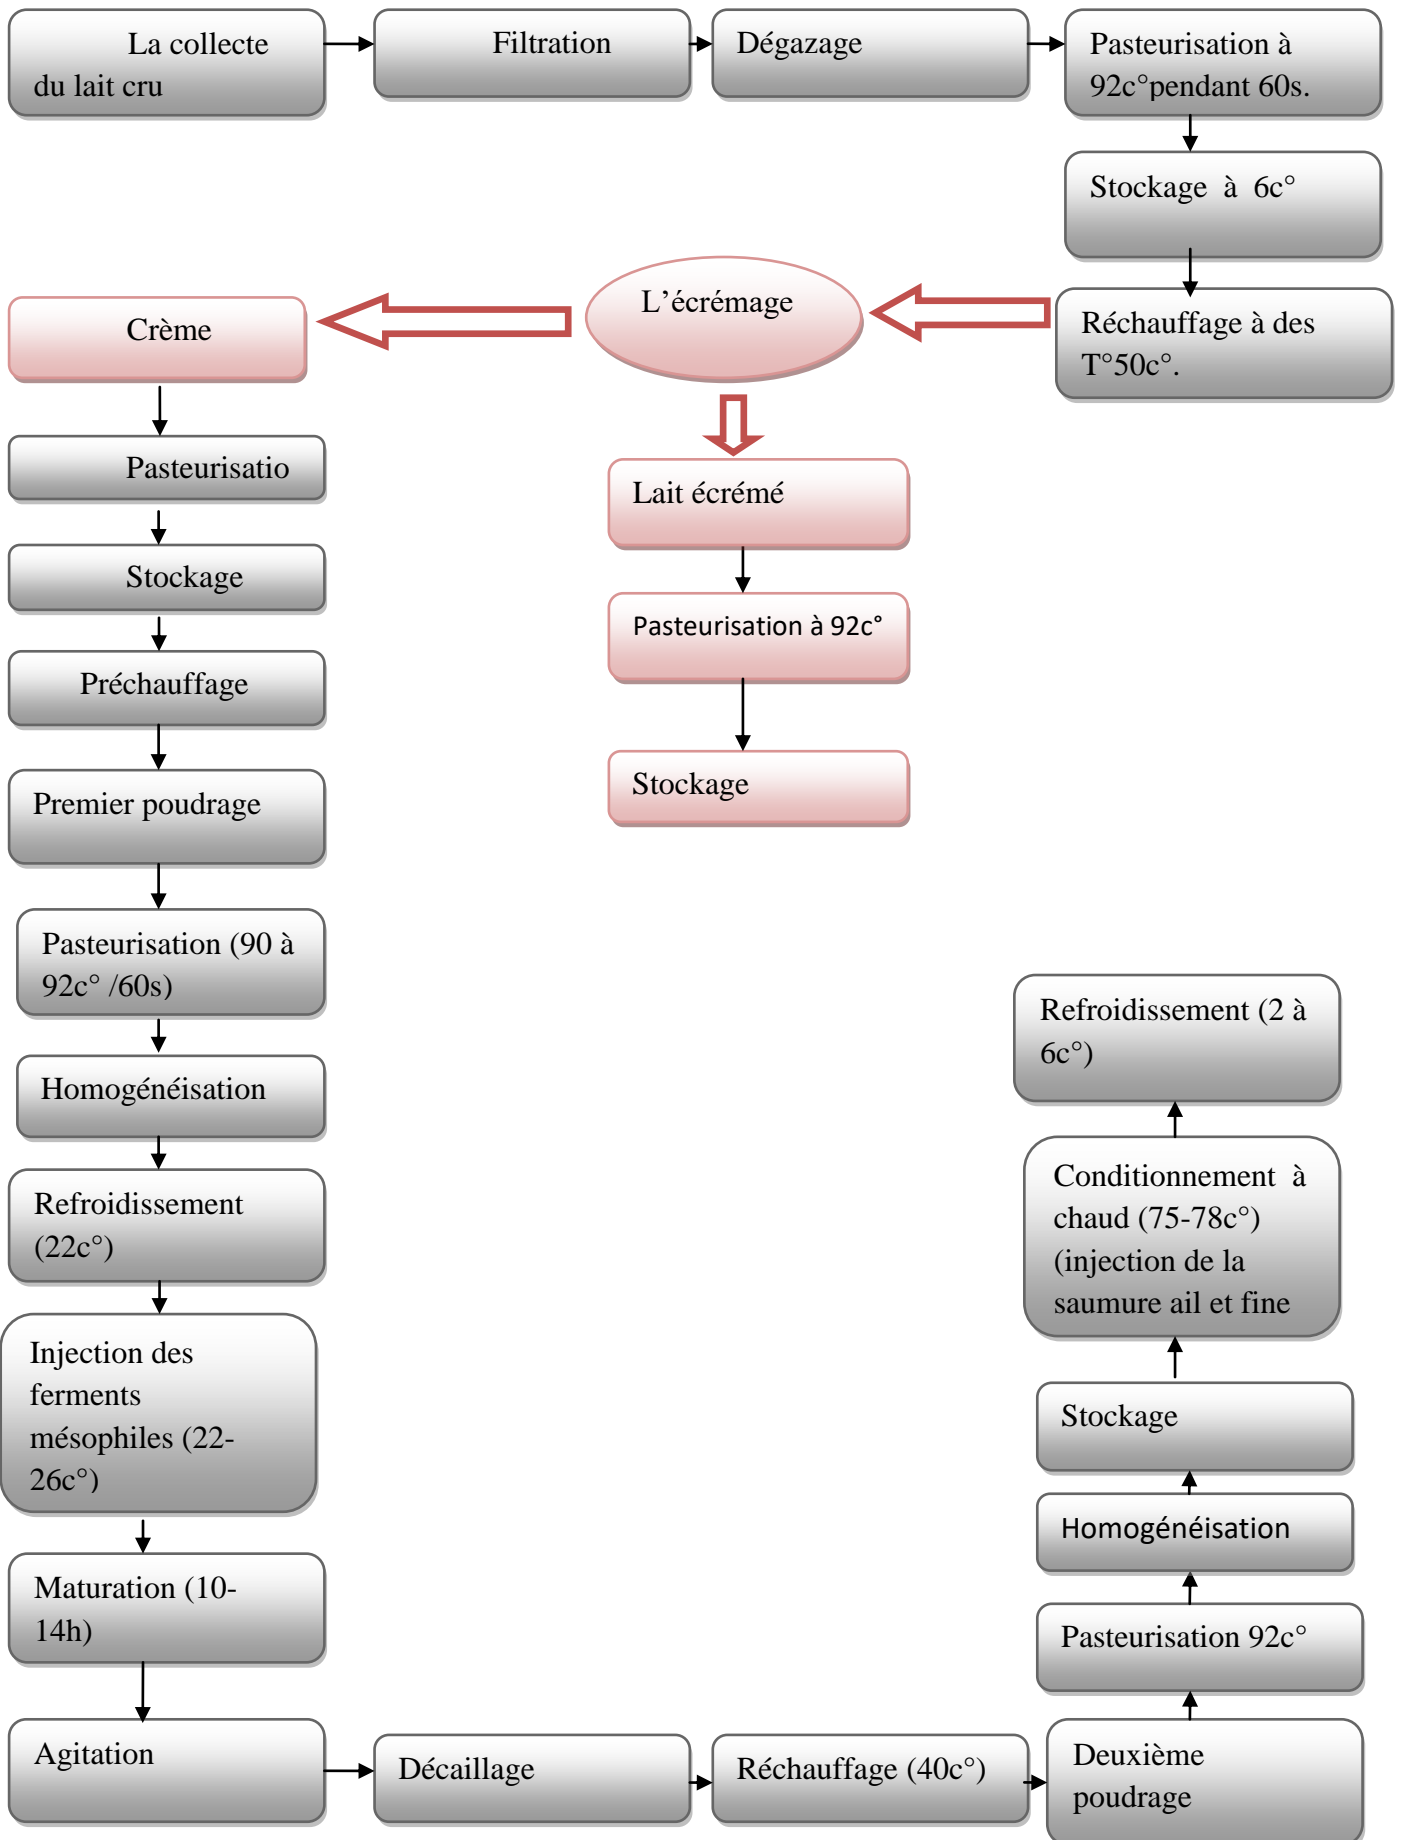 La collecte
du lait cru
Filtration
Dégazage
Pasteurisation à
92c°pendant 60s.
Stockage à 6c°
Réchauffage à des
T°50c°.
L'écrémage
Crème
Lait écrémé
Pasteurisation à 92c°
Stockage
Pasteurisatio
Stockage
Préchauffage
Premier poudrage
Pasteurisation (90 à
92c° /60s)
Homogénéisation
Refroidissement
(22c°)
Injection des
ferments
mésophiles (22-
26c°)
Maturation (10-
14h)
Agitation
Décaillage
Réchauffage (40c°)
Deuxième
poudrage
Pasteurisation 92c°
Homogénéisation
Stockage
Conditionnement à
chaud (75-78c°)
(injection de la
saumure ail et fine
Refroidissement (2 à
6c°)